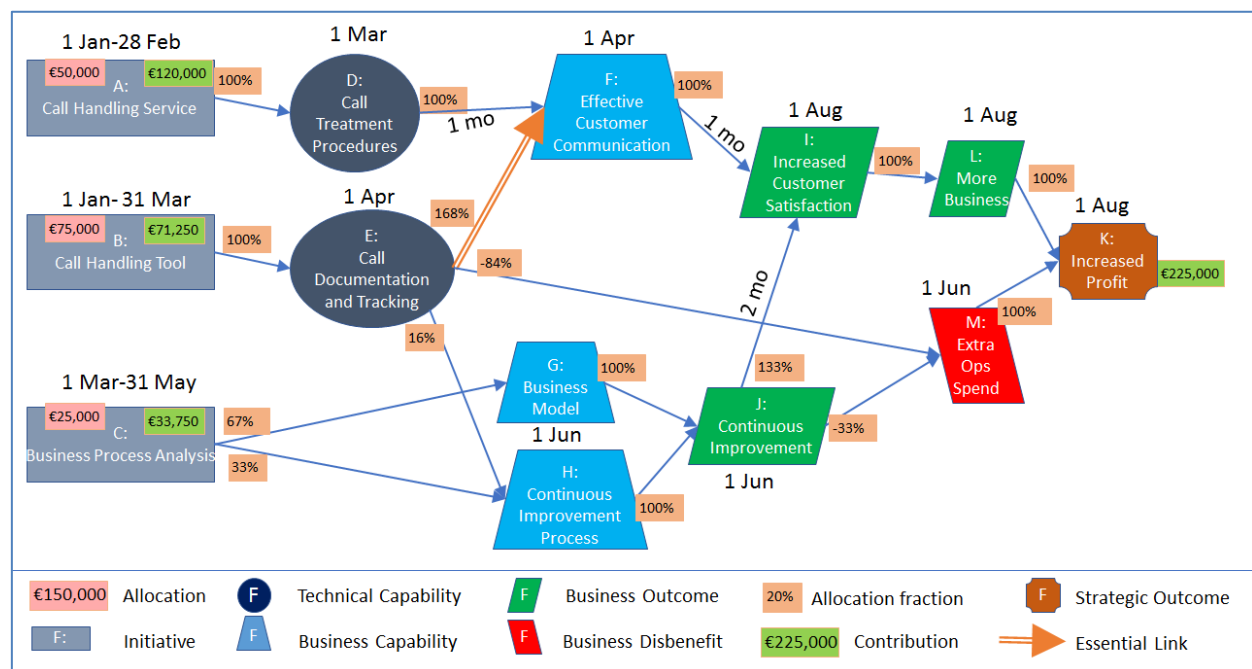 1 Jan-28 Feb
€50,000
€120,000
A:
Call Handling Service
100%
1 Mar
D:
Call
Treatment
Procedures
100%
1 mo
1 Apr
F:
Effective
Customer
Communication
100%
1 mo
1 Aug
I:
Increased
Customer
Satisfaction
100%
1 Aug
L:
More
Business
100%
1 Aug
K:
Increased
Profit
€225,000
1 Jan- 31 Mar
€75,000
€71,250
B:
Call Handling Tool
100%
1 Apr
E:
Call
Documentation
and Tracking
168%
-84%
16%
2 mo
1 Jun
M:
Extra
Ops
Spend
100%
1 Mar-31 May
€25,000
€33,750
C:
Business Process Analysis
67%
33%
G:
Business
Model
100%
1 Jun
H:
Continuous
Improvement
Process
100%
133%
J:
Continuous
Improvement
-33%
1 Jun
€150,000
Allocation
F
Technical Capability
F
Business Outcome
20%
Allocation fraction
F
Strategic Outcome
F:
Initiative
F
Business Capability
F
Business Disbenefit
€225,000
Contribution
Essential Link